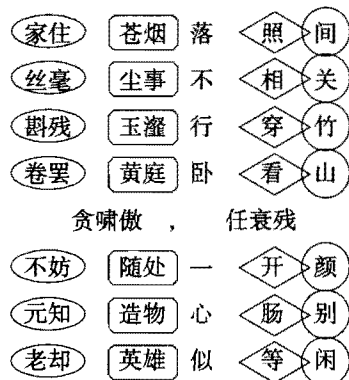 家住 苍烟 落 照 间
丝毫 尘事 不 相 关
斟残 玉瀣 行 穿 竹
卷罢 黄庭 卧 看 山
贪啸傲 ， 任衰残
不妨 随处 一 开 颜
元知 造物 心 肠 别
老却 英雄 似 等 闲